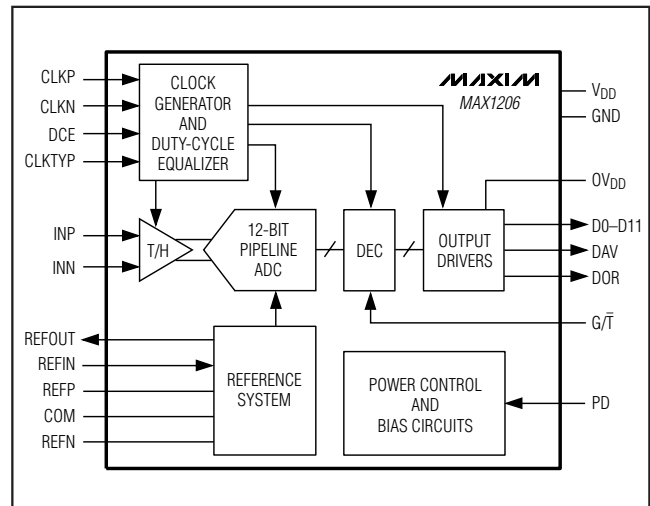 CLKP
CLKN
DCE
CLKTYP
CLOCK
GENERATOR
AND
DUTY-CYCLE
EQUALIZER
MAXIM
MAX1206
VDD
GND
OVDD
INP
INN
T/H
12-BIT
PIPELINE
ADC
DEC
OUTPUT
DRIVERS
D0–D11
DAV
DOR
G/T̅
REFOUT
REFIN
REFP
COM
REFN
REFERENCE
SYSTEM
POWER CONTROL
AND
BIAS CIRCUITS
PD